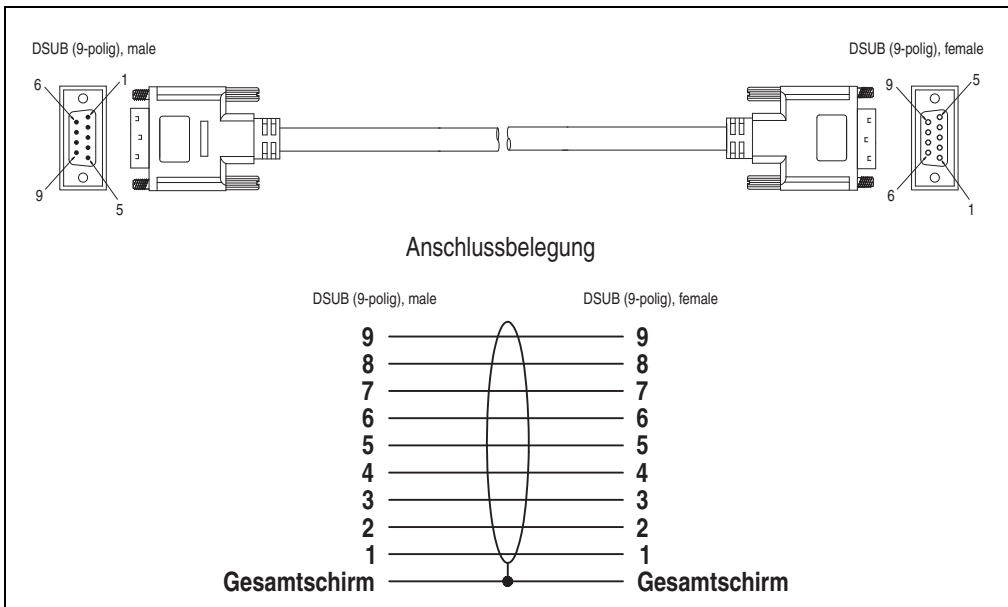 DSUB (9-polig), male DSUB (9-polig), female
6 1 9 5
9 5 6 1
Anschlussbelegung
DSUB (9-polig), male DSUB (9-polig), female
9 9
8 8
7 7
6 6
5 5
4 4
3 3
2 2
1 1
Gesamtschirm Gesamtschirm